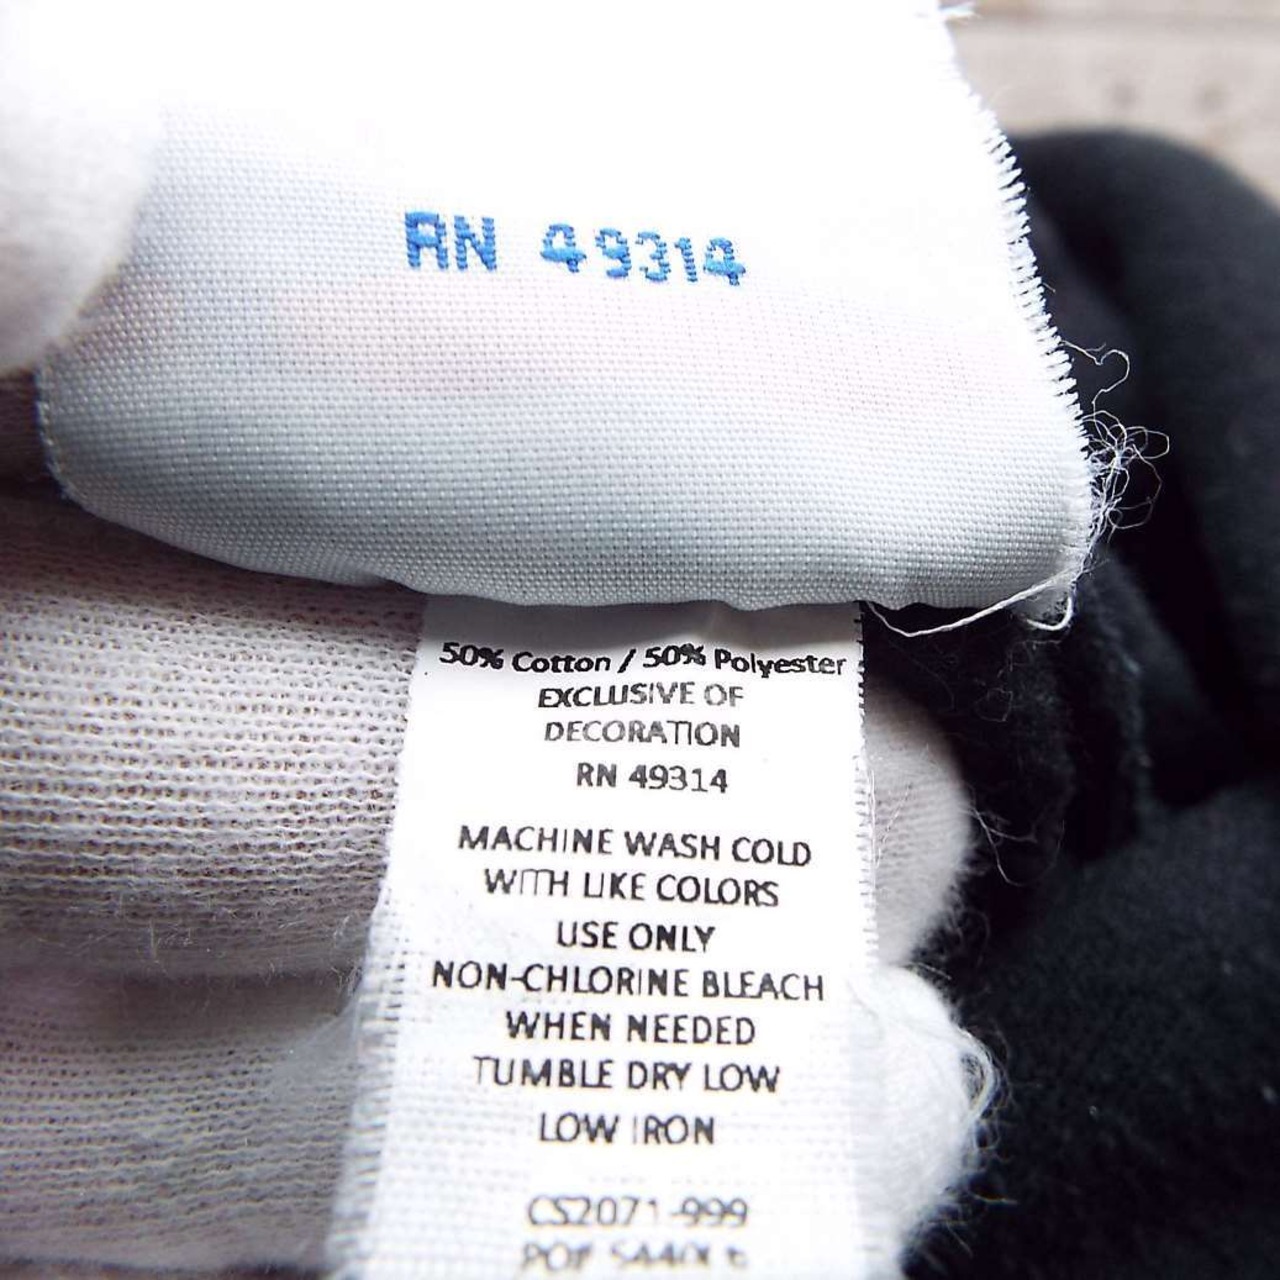 RN 49314
50% Cotton / 50% Polyester
EXCLUSIVE OF
DECORATION
RN 49314
MACHINE WASH COLD
WITH LIKE COLORS
USE ONLY
NON-CHLORINE BLEACH
WHEN NEEDED
TUMBLE DRY LOW
LOW IRON
CS2071-999